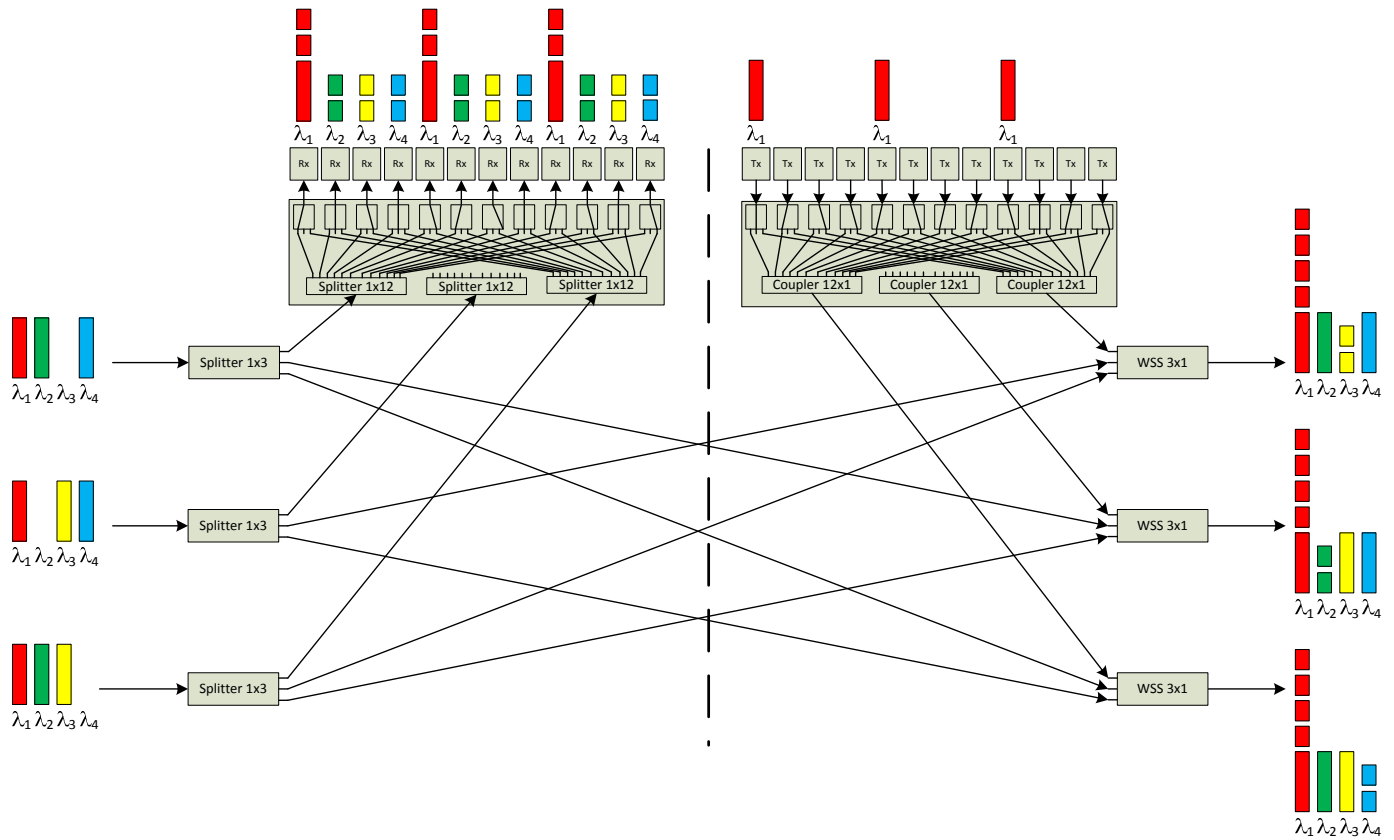 λ1 λ2 λ3 λ4 λ1 λ2 λ3 λ4 λ1 λ2 λ3 λ4
λ1 λ1 λ1
Rx Rx Rx Rx Rx Rx Rx Rx Rx Rx Rx Rx
Tx Tx Tx Tx Tx Tx Tx Tx Tx Tx Tx Tx
Splitter 1x12 Splitter 1x12 Splitter 1x12
Coupler 12x1 Coupler 12x1 Coupler 12x1
Splitter 1x3
WSS 3x1
λ1 λ2 λ3 λ4
λ1 λ2 λ3 λ4
Splitter 1x3
WSS 3x1
λ1 λ2 λ3 λ4
λ1 λ2 λ3 λ4
Splitter 1x3
WSS 3x1
λ1 λ2 λ3 λ4
λ1 λ2 λ3 λ4